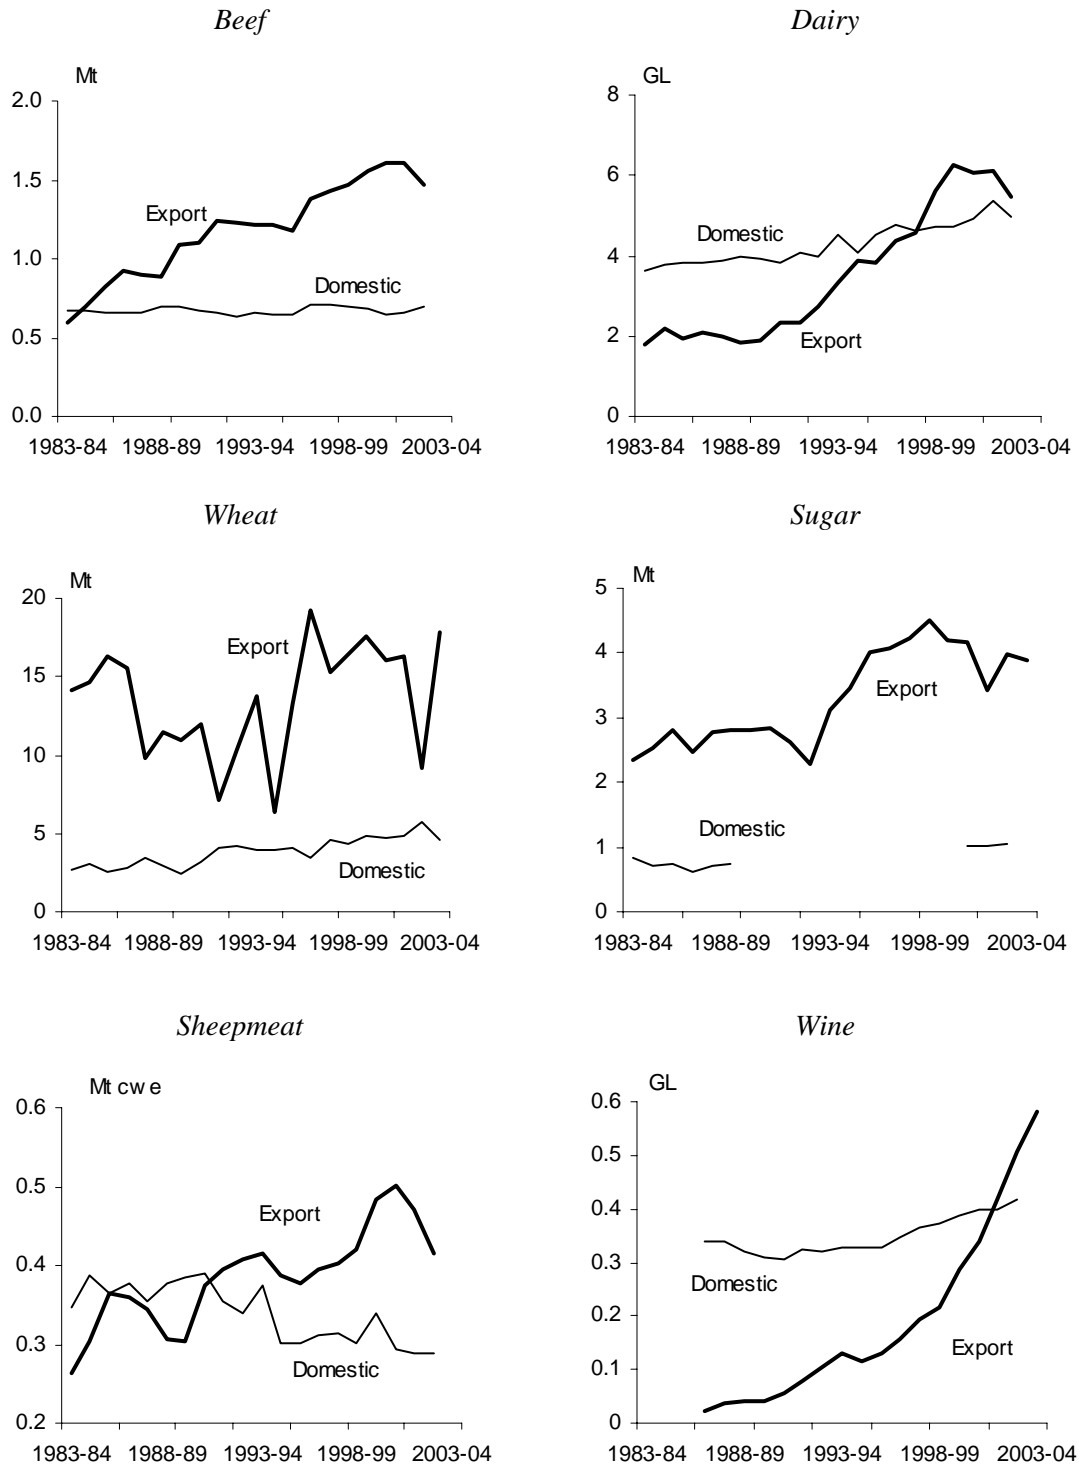 Beef
Mt
2.0
1.5
1.0
0.5
0.0
Export
Domestic
1983-84 1988-89 1993-94 1998-99 2003-04
Dairy
GL
8
6
4
2
0
Domestic
Export
1983-84 1988-89 1993-94 1998-99 2003-04
Wheat
Mt
20
15
10
5
0
Export
Domestic
1983-84 1988-89 1993-94 1998-99 2003-04
Sugar
Mt
5
4
3
2
1
0
Export
Domestic
1983-84 1988-89 1993-94 1998-99 2003-04
Sheepmeat
Mt cwe
0.6
0.5
0.4
0.3
0.2
Export
Domestic
1983-84 1988-89 1993-94 1998-99 2003-04
Wine
GL
0.6
0.5
0.4
0.3
0.2
0.1
0
Domestic
Export
1983-84 1988-89 1993-94 1998-99 2003-04